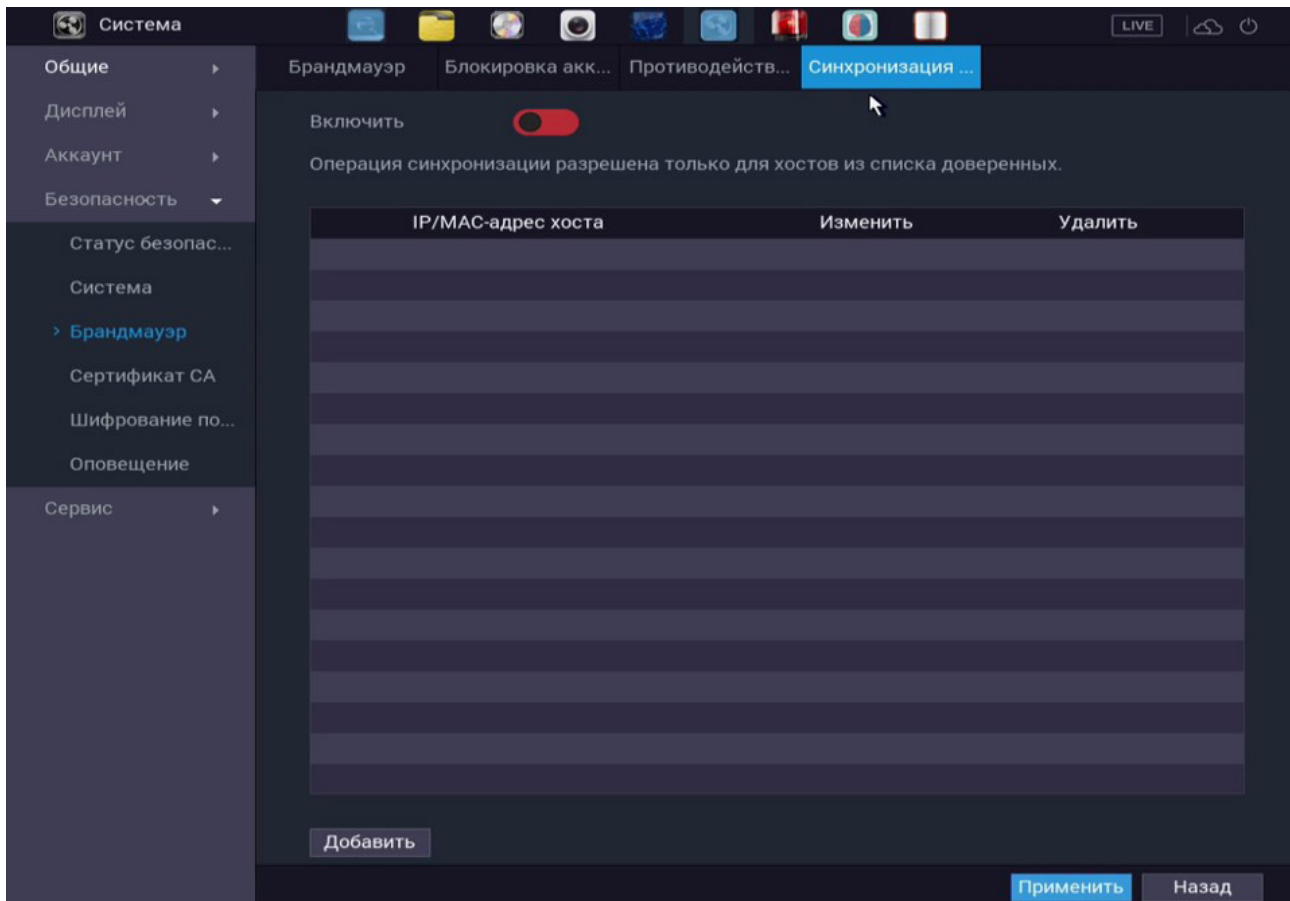 Система
LIVE
Общие
Дисплей
Аккаунт
Безопасность
Статус безопас...
Система
> Брандмауэр
Сертификат CA
Шифрование по...
Оповещение
Сервис
Брандмауэр Блокировка акк... Противодейств... Синхронизация ...
Включить
Операция синхронизации разрешена только для хостов из списка доверенных.
IP/MAC-адрес хоста Изменить Удалить
Добавить
Применить Назад